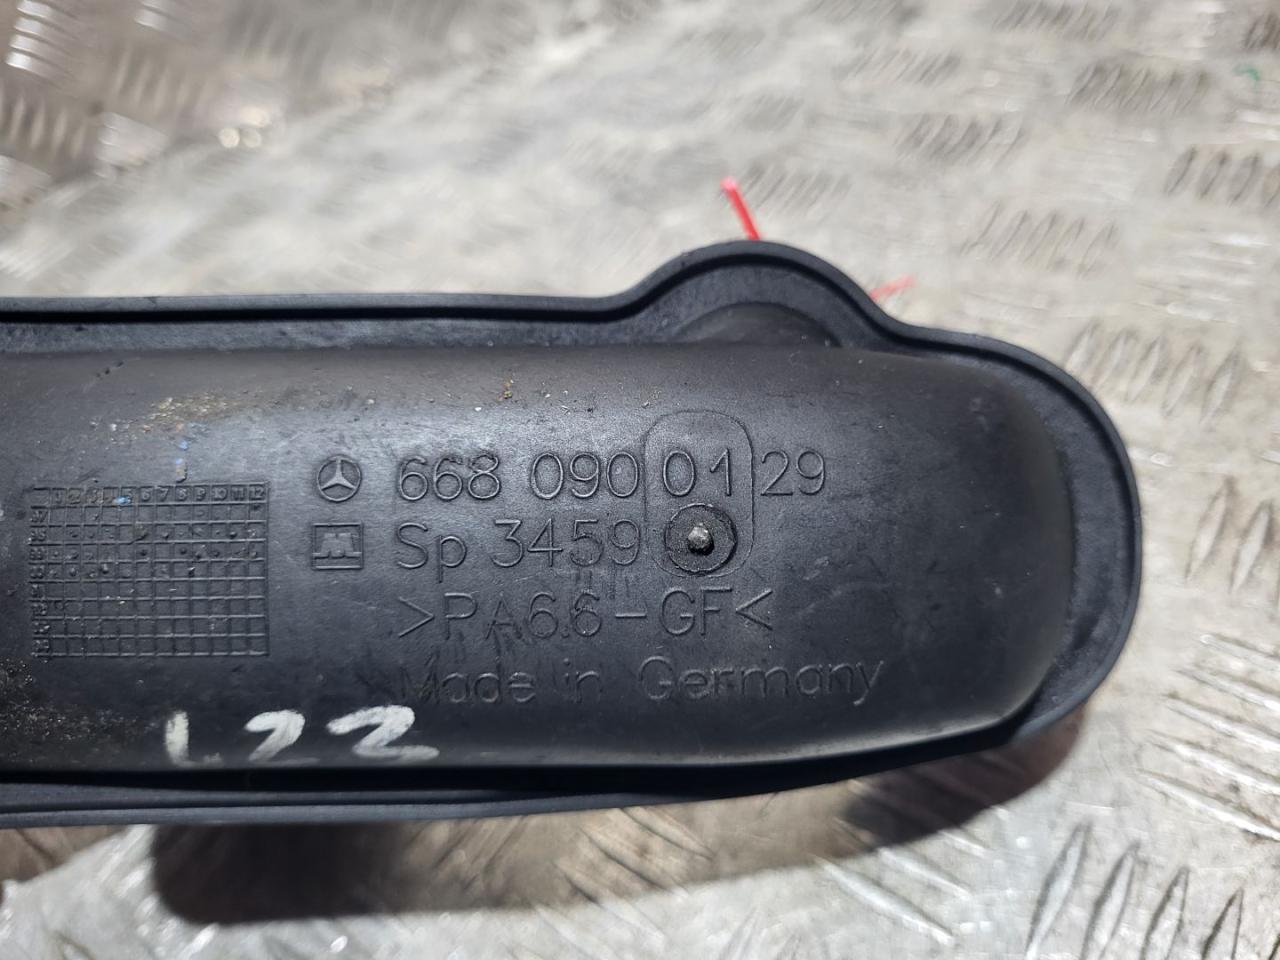 668 090 01 29
Sp 3459
>PA6.6-GF<
Made in Germany
L22